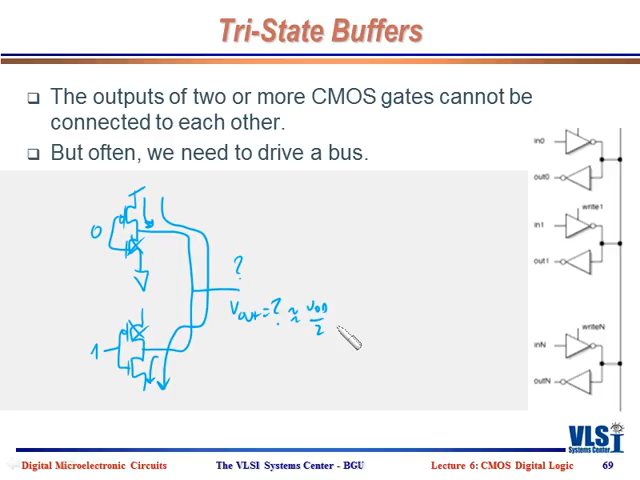 Tri-State Buffers
The outputs of two or more CMOS gates cannot be
connected to each other.
But often, we need to drive a bus.
0
1
?
Vout = ? ≈ VDD/2
in0
out0
write1
in1
out1
writeN
inN
outN
VLSI
Systems Center
Digital Microelectronic Circuits
The VLSI Systems Center - BGU
Lecture 6: CMOS Digital Logic
69